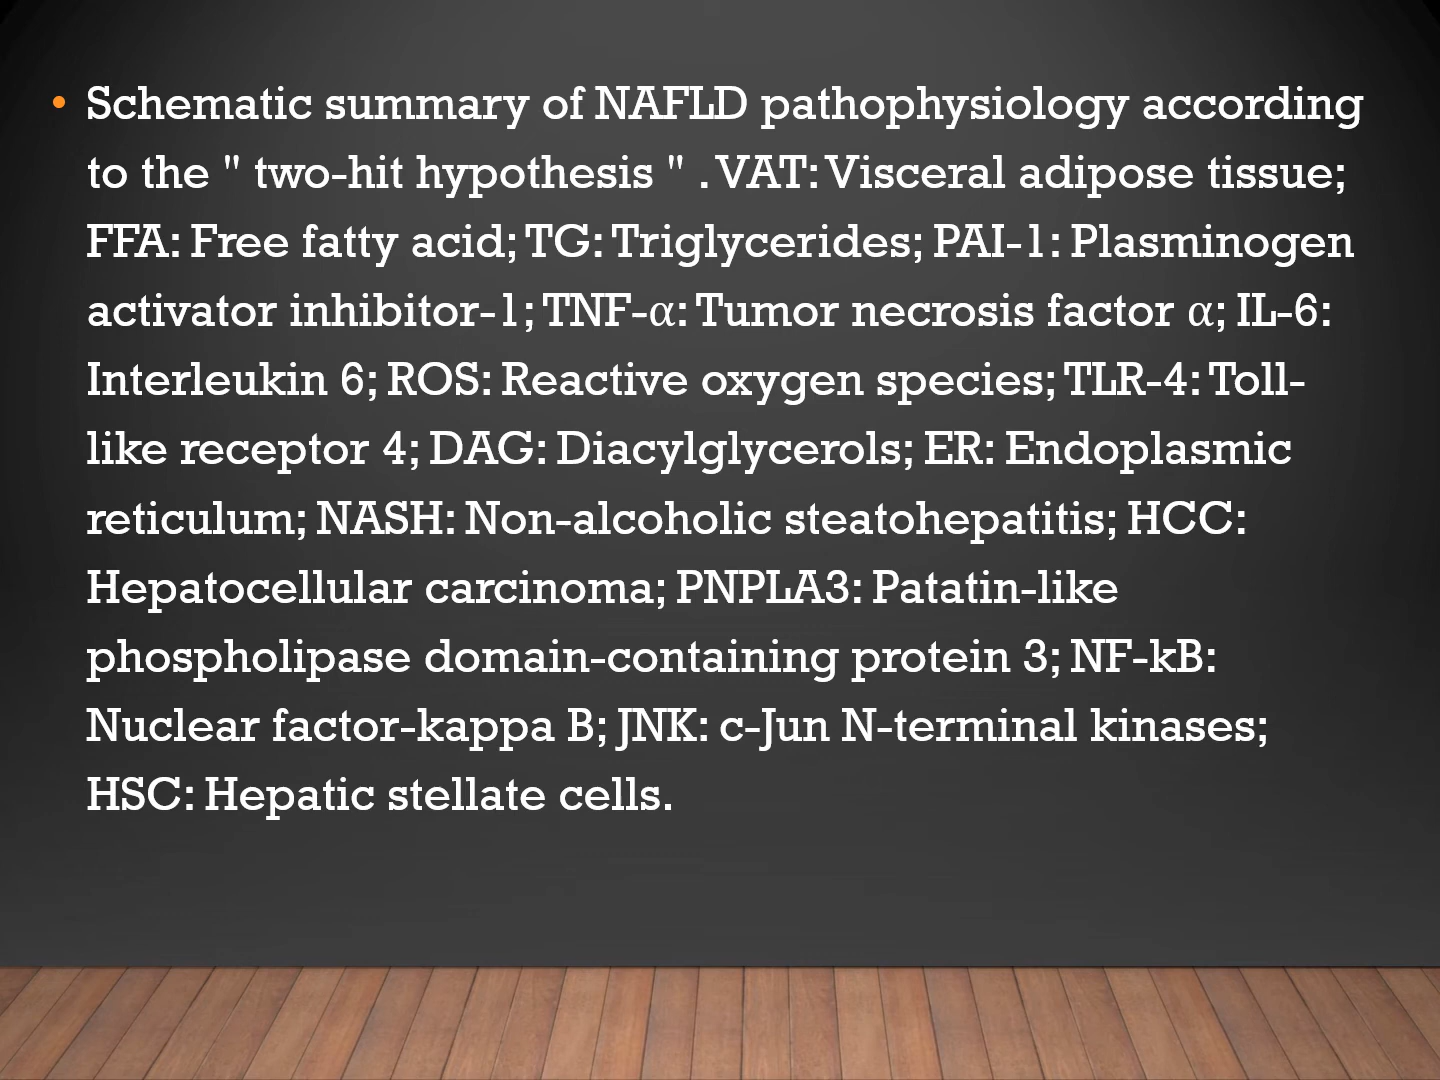 • Schematic summary of NAFLD pathophysiology according
to the " two-hit hypothesis " . VAT: Visceral adipose tissue;
FFA: Free fatty acid; TG: Triglycerides; PAI-1: Plasminogen
activator inhibitor-1; TNF-α: Tumor necrosis factor α; IL-6:
Interleukin 6; ROS: Reactive oxygen species; TLR-4: Toll-
like receptor 4; DAG: Diacylglycerols; ER: Endoplasmic
reticulum; NASH: Non-alcoholic steatohepatitis; HCC:
Hepatocellular carcinoma; PNPLA3: Patatin-like
phospholipase domain-containing protein 3; NF-kB:
Nuclear factor-kappa B; JNK: c-Jun N-terminal kinases;
HSC: Hepatic stellate cells.